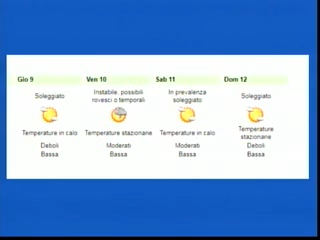 Gio 9 Ven 10 Sab 11 Dom 12
Soleggiato
Instabile, possibili
rovesci o temporali
In prevalenza
soleggiato
Soleggiato
Temperature in calo
Temperature stazionarie
Temperature in calo
Temperature
stazionarie
Deboli Moderati Moderati Deboli
Bassa Bassa Bassa Bassa